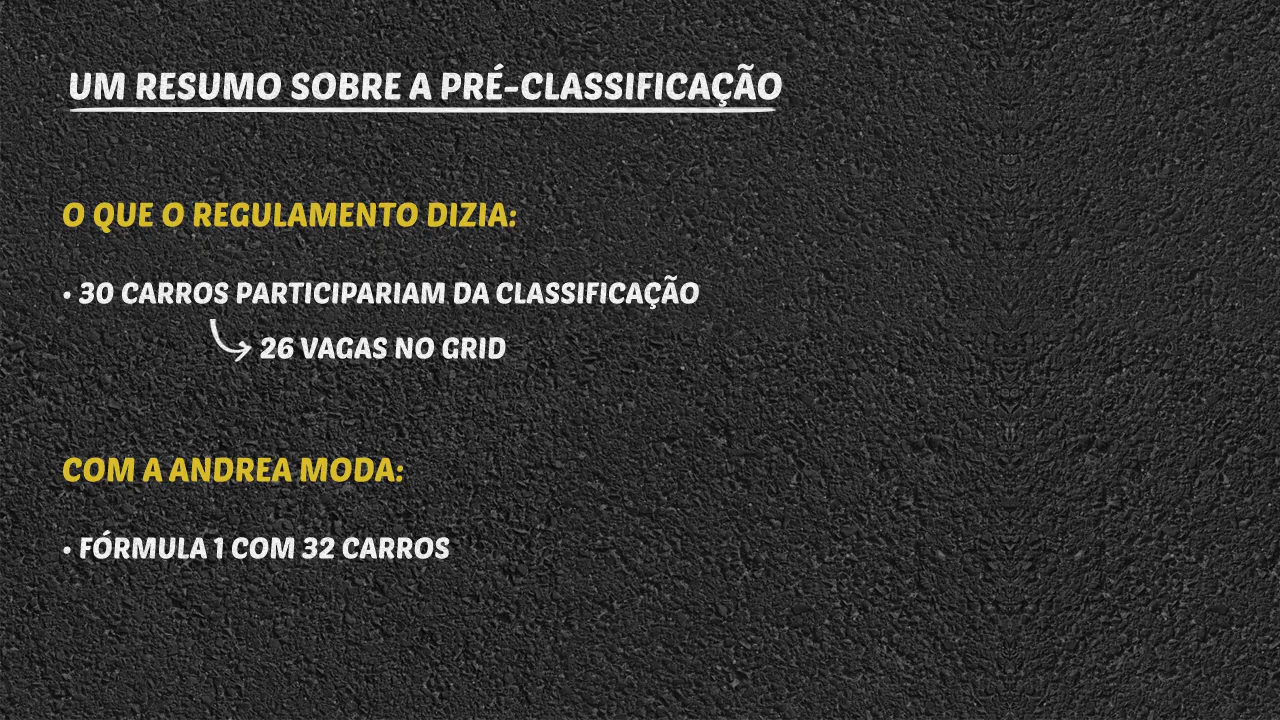 UM RESUMO SOBRE A PRÉ-CLASSIFICAÇÃO
O QUE O REGULAMENTO DIZIA:
• 30 CARROS PARTICIPARIAM DA CLASSIFICAÇÃO
26 VAGAS NO GRID
COM A ANDREA MODA:
• FÓRMULA 1 COM 32 CARROS